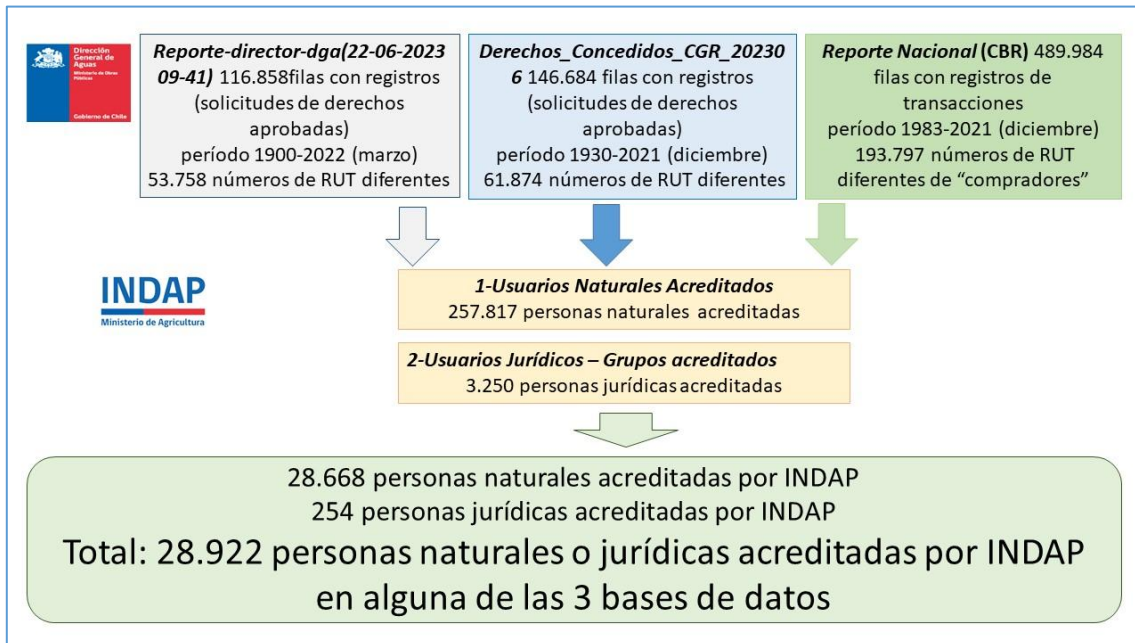 Dirección
General de
Aguas
Ministerio de Obras
Públicas
Gobierno de Chile
Reporte-director-dga(22-06-2023
09-41) 116.858filas con registros
(solicitudes de derechos
aprobadas)
período 1900-2022 (marzo)
53.758 números de RUT diferentes
Derechos_Concedidos_CGR_20230
6 146.684 filas con registros
(solicitudes de derechos
aprobadas)
período 1930-2021 (diciembre)
61.874 números de RUT diferentes
Reporte Nacional (CBR) 489.984
filas con registros de
transacciones
período 1983-2021 (diciembre)
193.797 números de RUT
diferentes de “compradores”
INDAP
Ministerio de Agricultura
1-Usuarios Naturales Acreditados
257.817 personas naturales acreditadas
2-Usuarios Jurídicos – Grupos acreditados
3.250 personas jurídicas acreditadas
28.668 personas naturales acreditadas por INDAP
254 personas jurídicas acreditadas por INDAP
Total: 28.922 personas naturales o jurídicas acreditadas por INDAP
en alguna de las 3 bases de datos